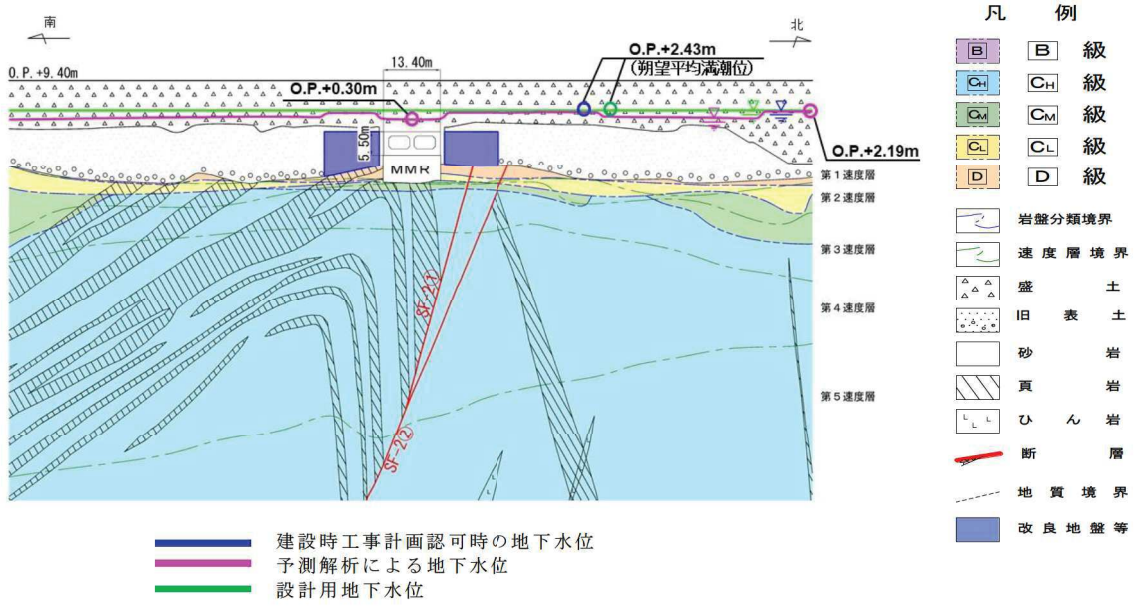 南
北
凡 例
B B 級
CH CH 級
CM CM 級
CL CL 級
D D 級
岩盤分類境界
速度層境界
盛土
旧表土
砂岩
頁岩
ひん岩
断層
地質境界
改良地盤等
O.P.+9.40m
13.40m
O.P.+0.30m
O.P.+2.43m
(朔望平均満潮位)
O.P.+2.19m
5.50m
MMR
第1速度層
第2速度層
第3速度層
第4速度層
第5速度層
SF-2①
SF-2②
建設時工事計画認可時の地下水位
予測解析による地下水位
設計用地下水位